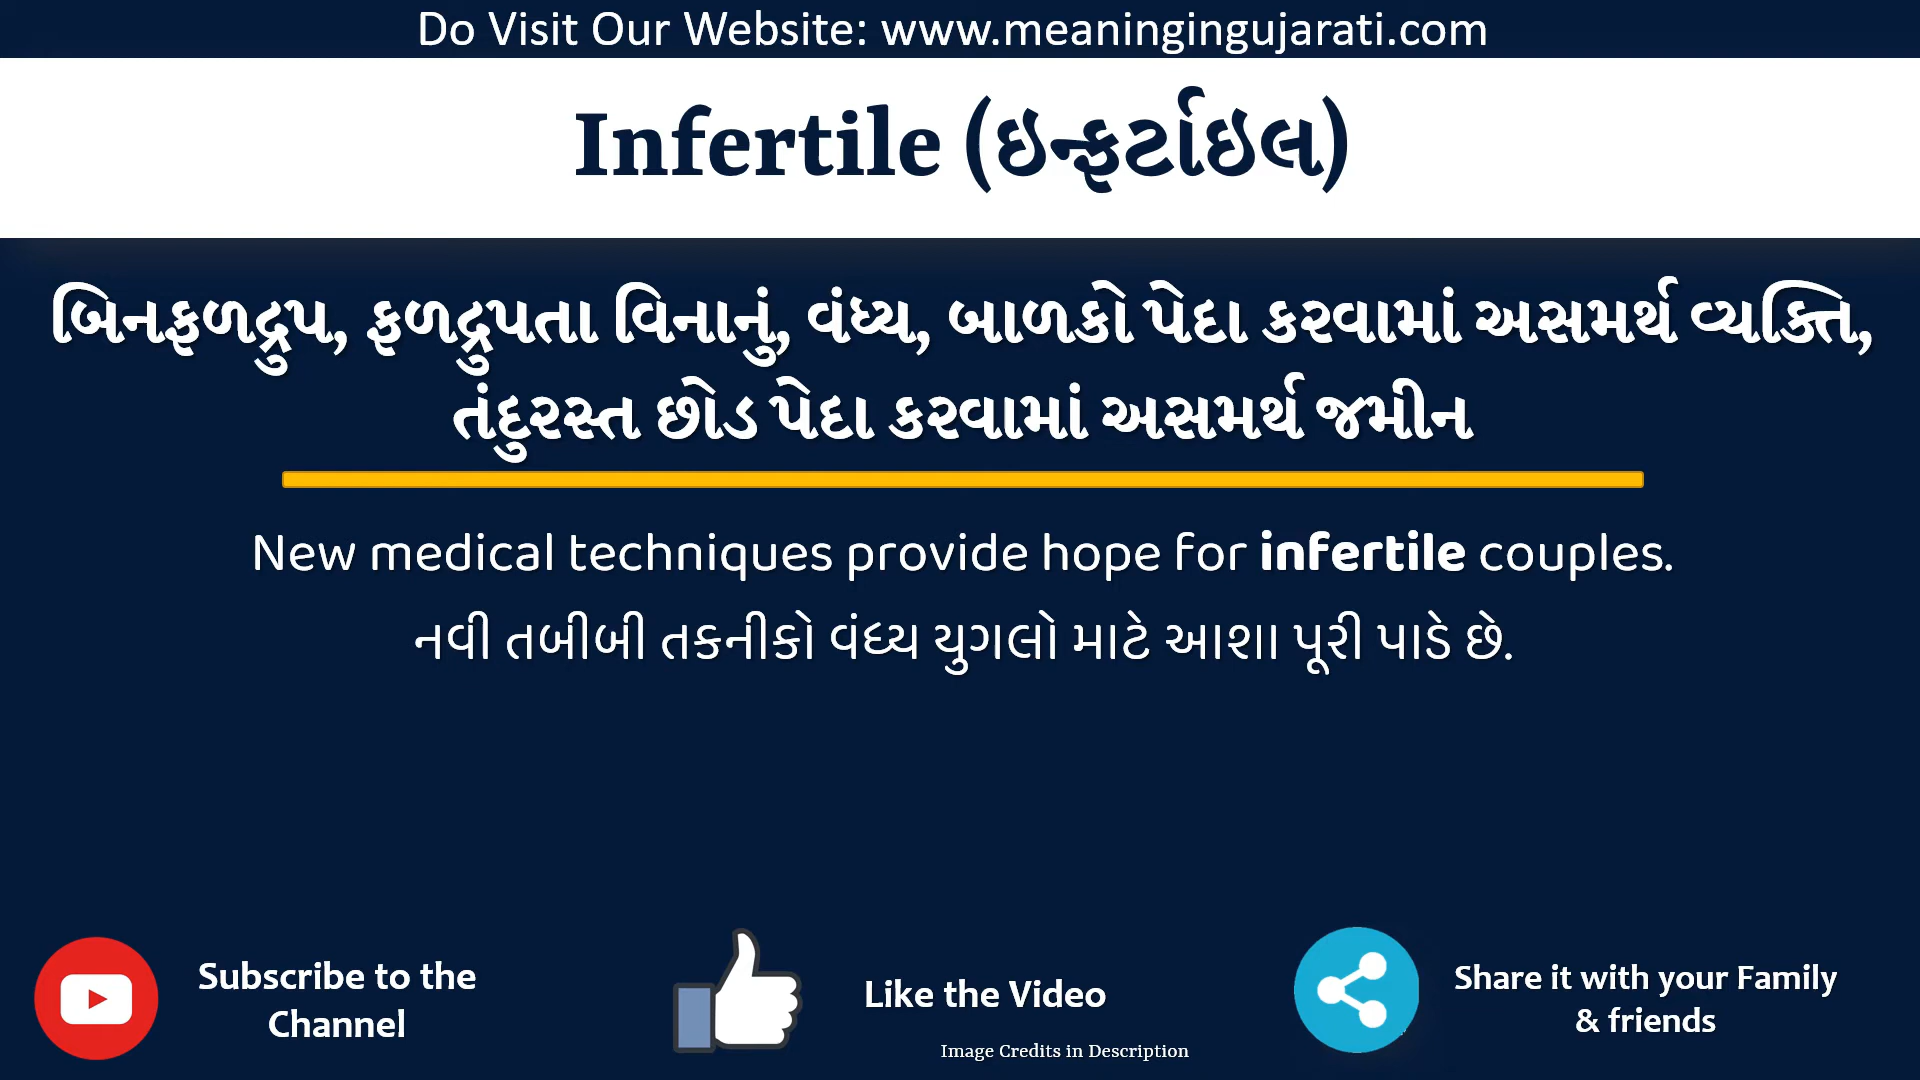 Do Visit Our Website: www.meaningingujarati.com
Infertile (ઇન્ફર્ટાઇલ)
બિનફળદ્રુપ, ફળદ્રુપતા વિનાનું, વંધ્ય, બાળકો પેદા કરવામાં અસમર્થ વ્યક્તિ,
તંદુરસ્ત છોડ પેદા કરવામાં અસમર્થ જમીન
New medical techniques provide hope for infertile couples.
નવી તબીબી તકનીકો વંધ્ય યુગલો માટે આશા પૂરી પાડે છે.
Subscribe to the
Channel
Like the Video
Share it with your Family
& friends
Image Credits in Description